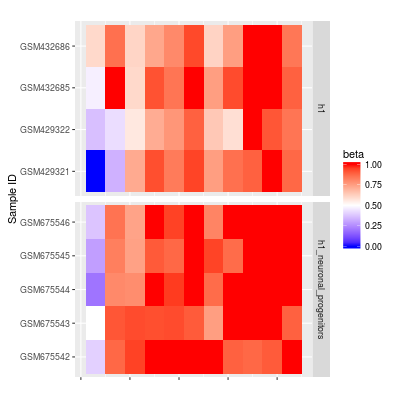 GSM432686
GSM432685
GSM429322
GSM429321
h1
GSM675546
GSM675545
GSM675544
GSM675543
GSM675542
h1_neuronal_progenitors
Sample ID
beta
1.00
0.75
0.50
0.25
0.00